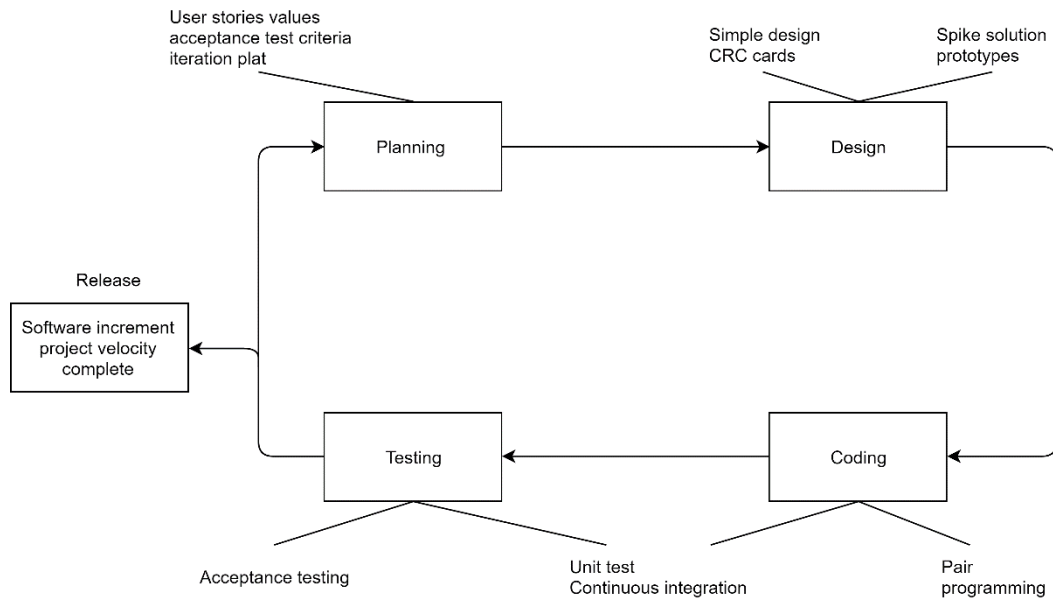 User stories values
acceptance test criteria
iteration plat
Simple design
CRC cards
Spike solution
prototypes
Planning
Design
Release
Software increment
project velocity
complete
Testing
Coding
Acceptance testing
Unit test
Continuous integration
Pair
programming